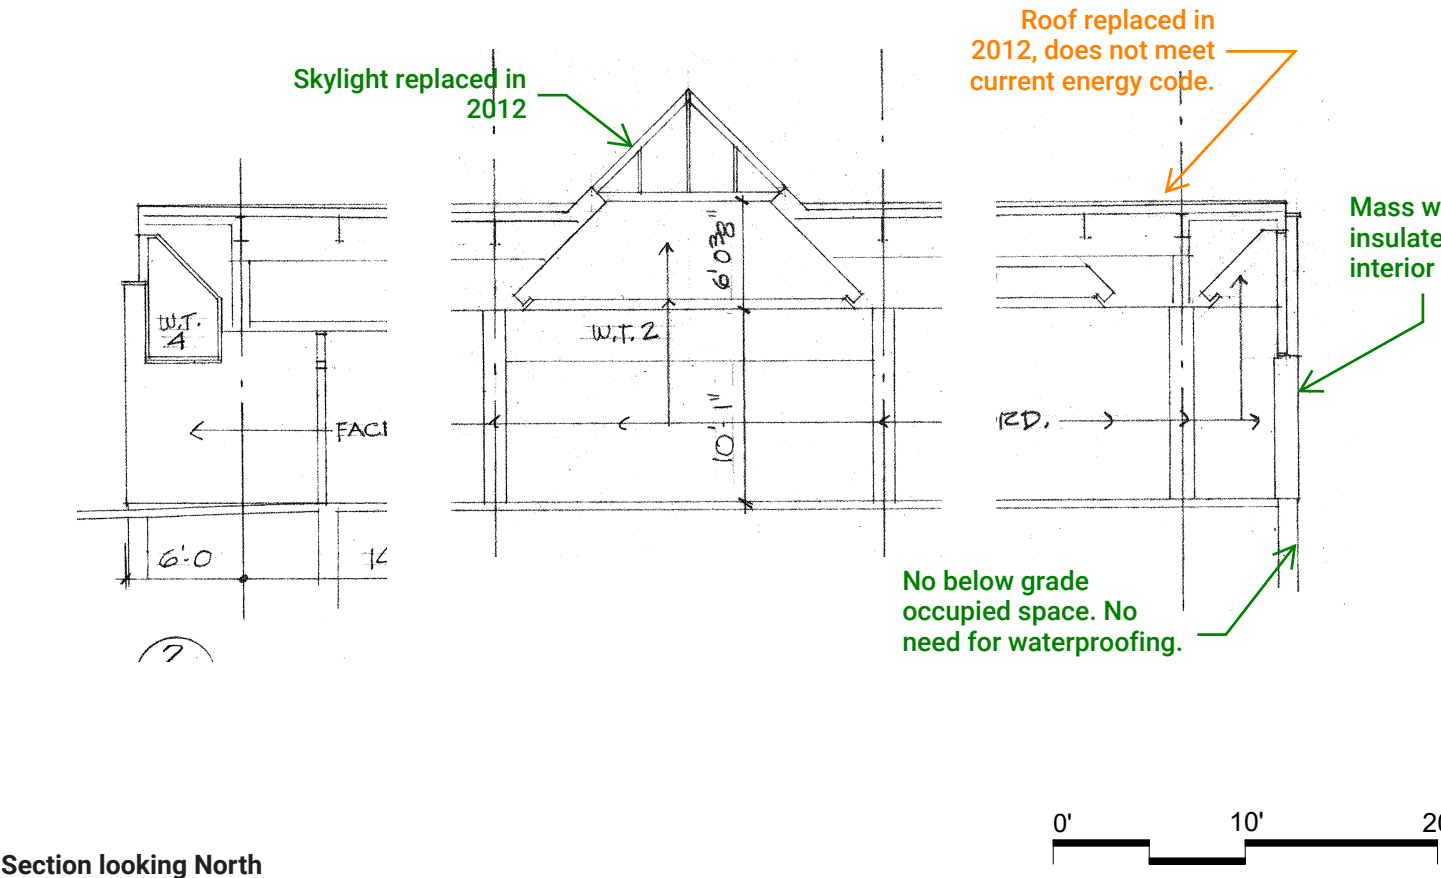 Roof replaced in
2012, does not meet
current energy code.
Skylight replaced in
2012
Mass w
insulate
interior
6'03/8"
W.T.
4
W.T. 2
10'-1"
FACI
RD.
6'-0
No below grade
occupied space. No
need for waterproofing.
0' 10' 20
Section looking North